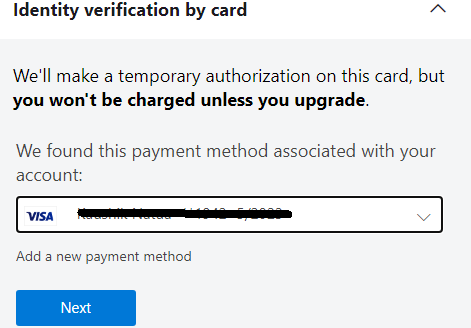 Identity verification by card
We'll make a temporary authorization on this card, but
you won't be charged unless you upgrade.
We found this payment method associated with your
account:
VISA
Add a new payment method
Next